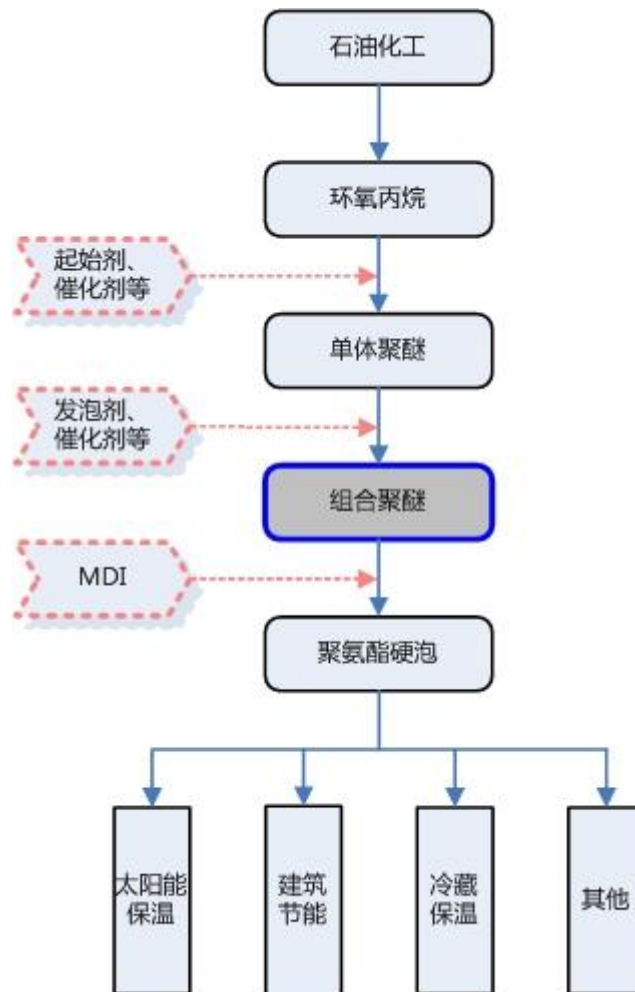 石油化工
环氧丙烷
起始剂、
催化剂等
单体聚醚
发泡剂、
催化剂等
组合聚醚
MDI
聚氨酯硬泡
太阳能
保温
建筑
节能
冷藏
保温
其他